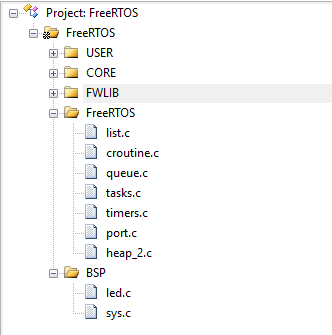 Project: FreeRTOS
FreeRTOS
USER
CORE
FWLIB
FreeRTOS
list.c
croutine.c
queue.c
tasks.c
timers.c
port.c
heap_2.c
BSP
led.c
sys.c